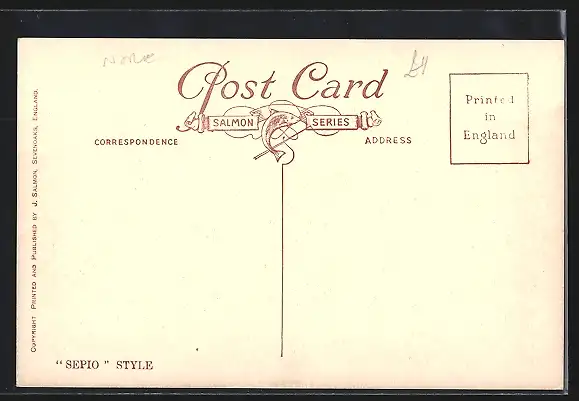 Post Card
SALMON SERIES
CORRESPONDENCE
ADDRESS
Printed
in
England
COPYRIGHT PRINTED AND PUBLISHED BY J. SALMON, SEVENOAKS, ENGLAND.
"SEPIO" STYLE
£4